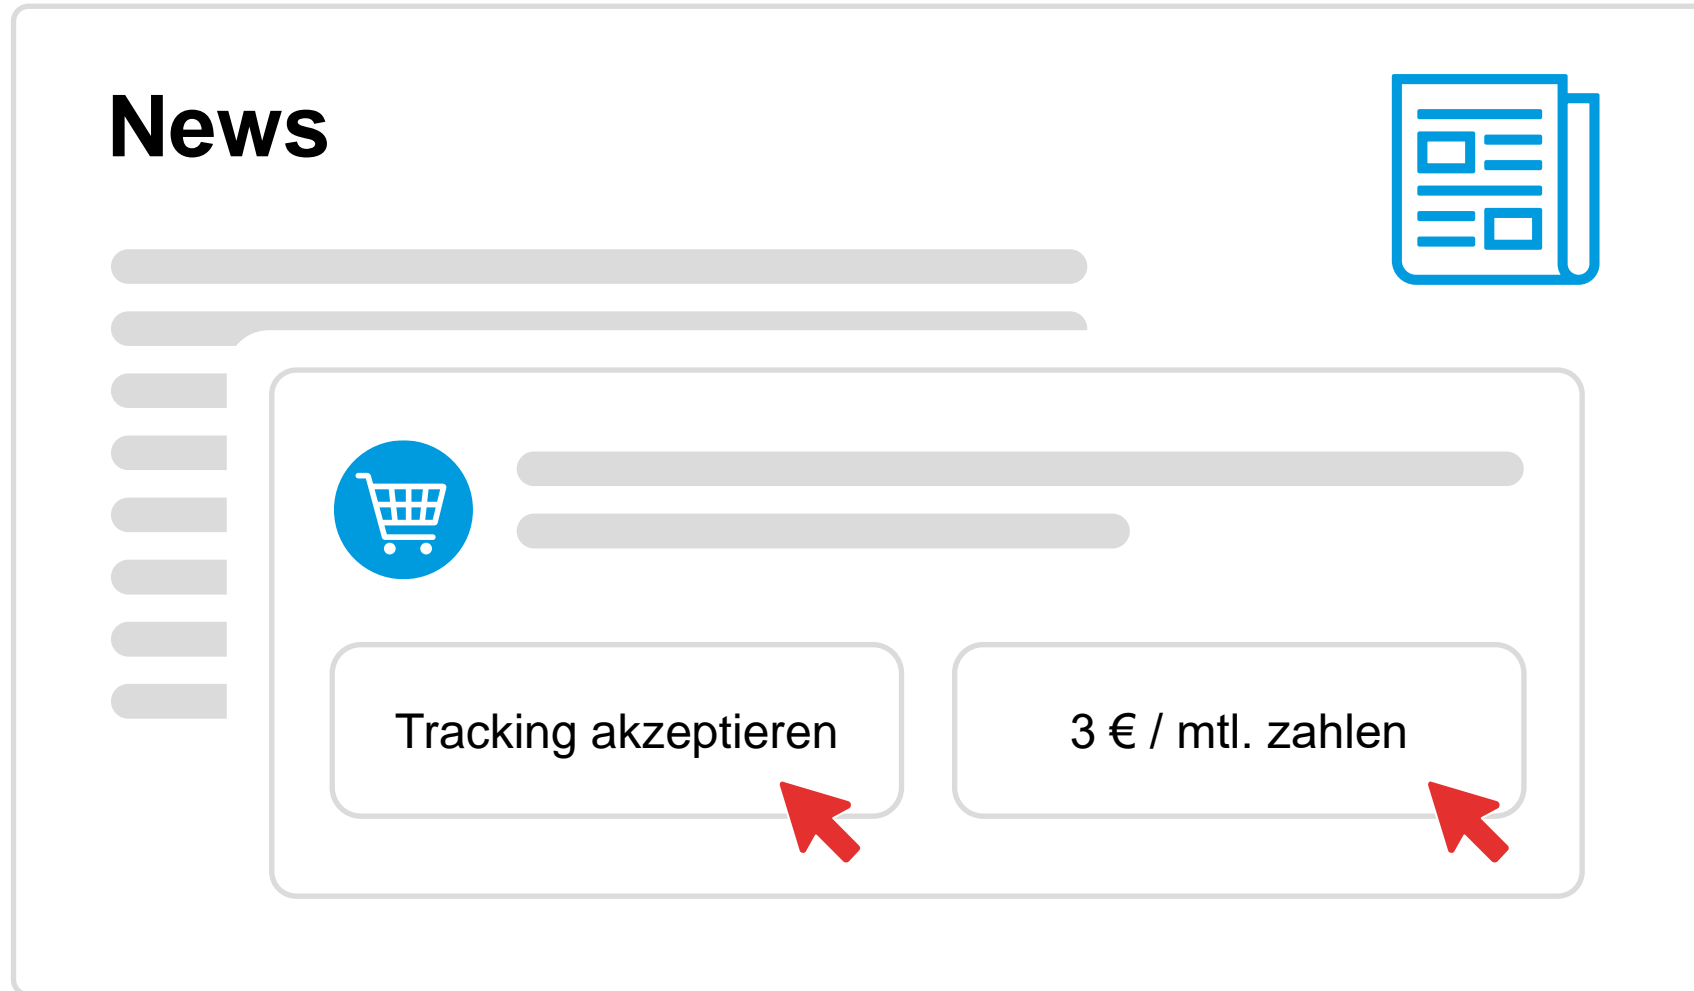 News
Tracking akzeptieren
3 € / mtl. zahlen